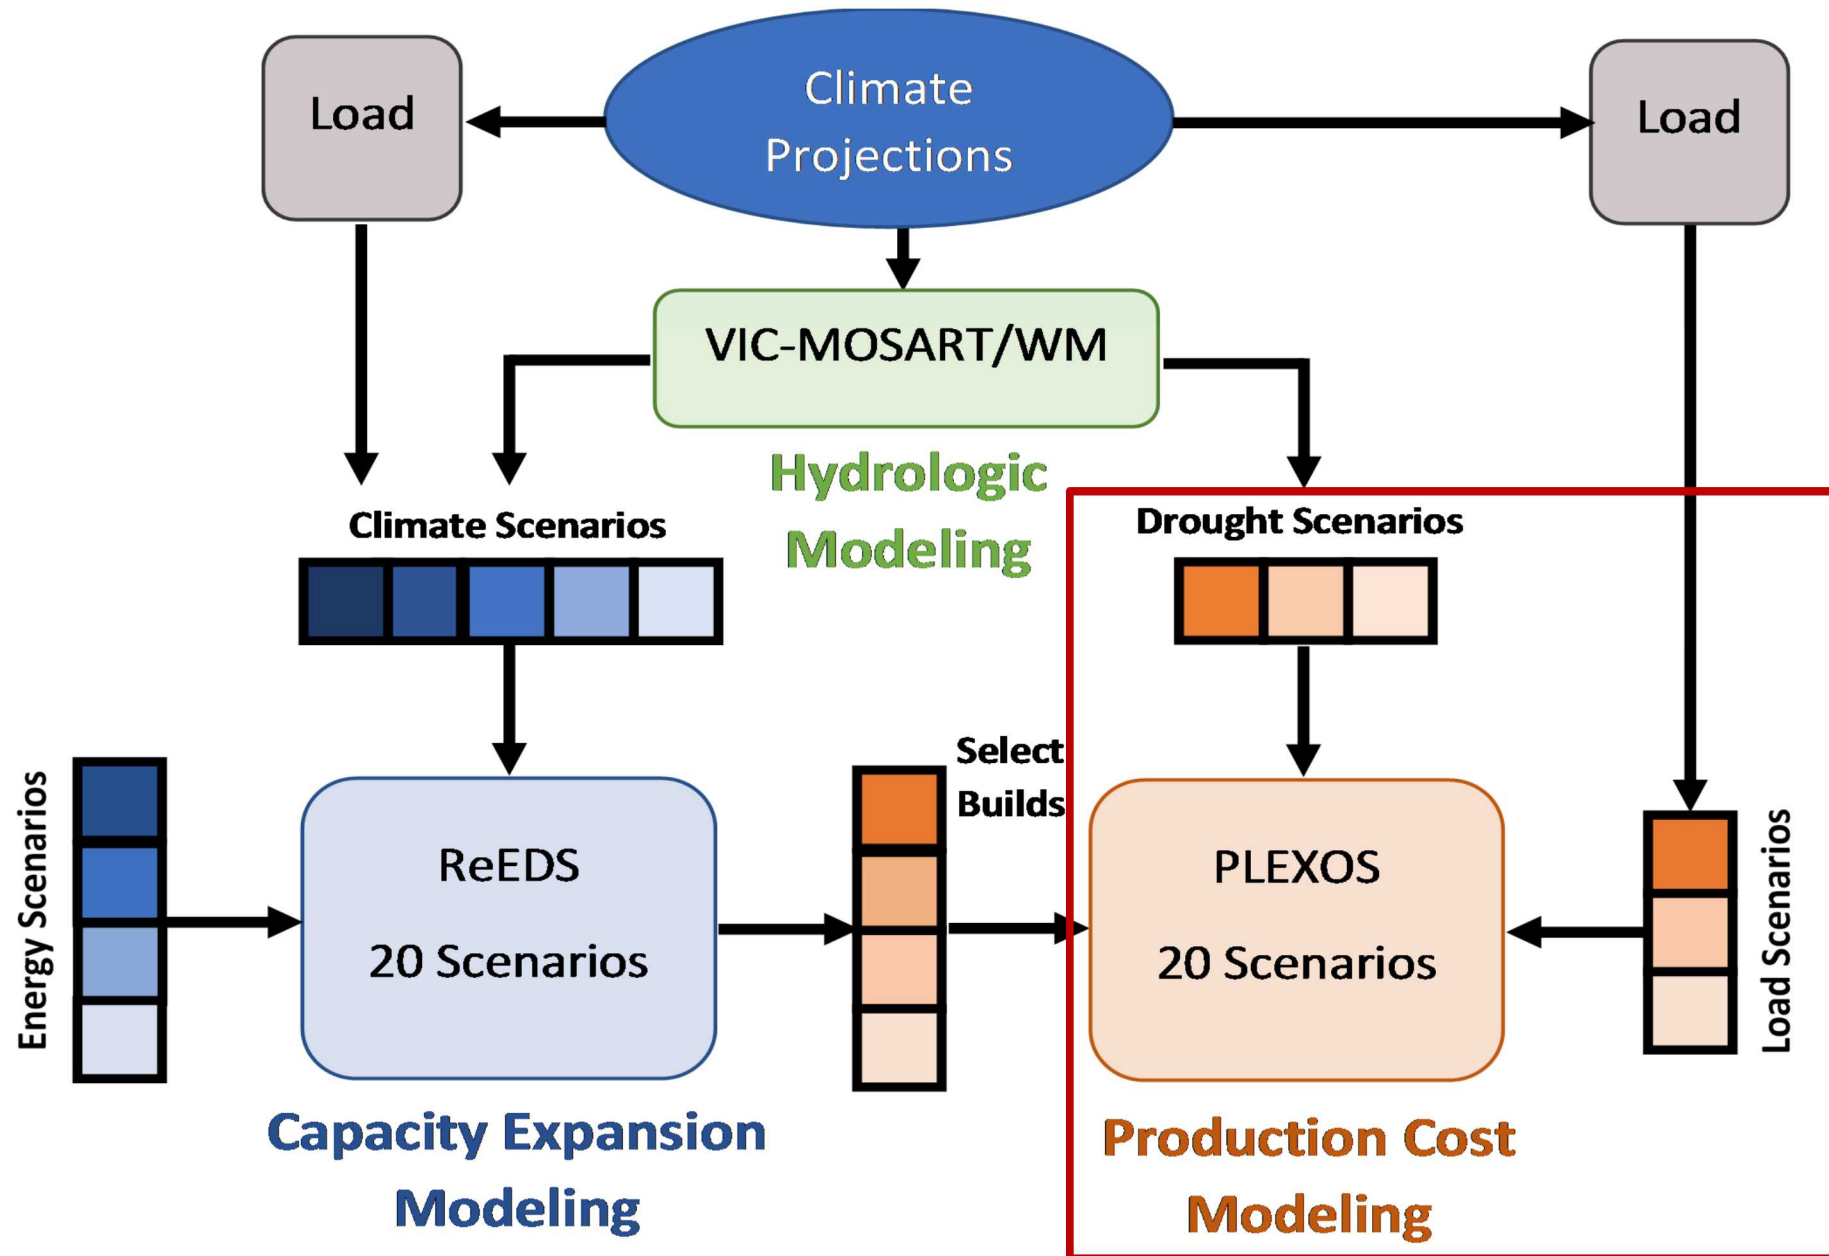 Load
Climate
Projections
Load
VIC-MOSART/WM
Hydrologic
Modeling
Climate Scenarios
Drought Scenarios
Energy Scenarios
ReEDS
20 Scenarios
Select
Builds
PLEXOS
20 Scenarios
Load Scenarios
Capacity Expansion
Modeling
Production Cost
Modeling